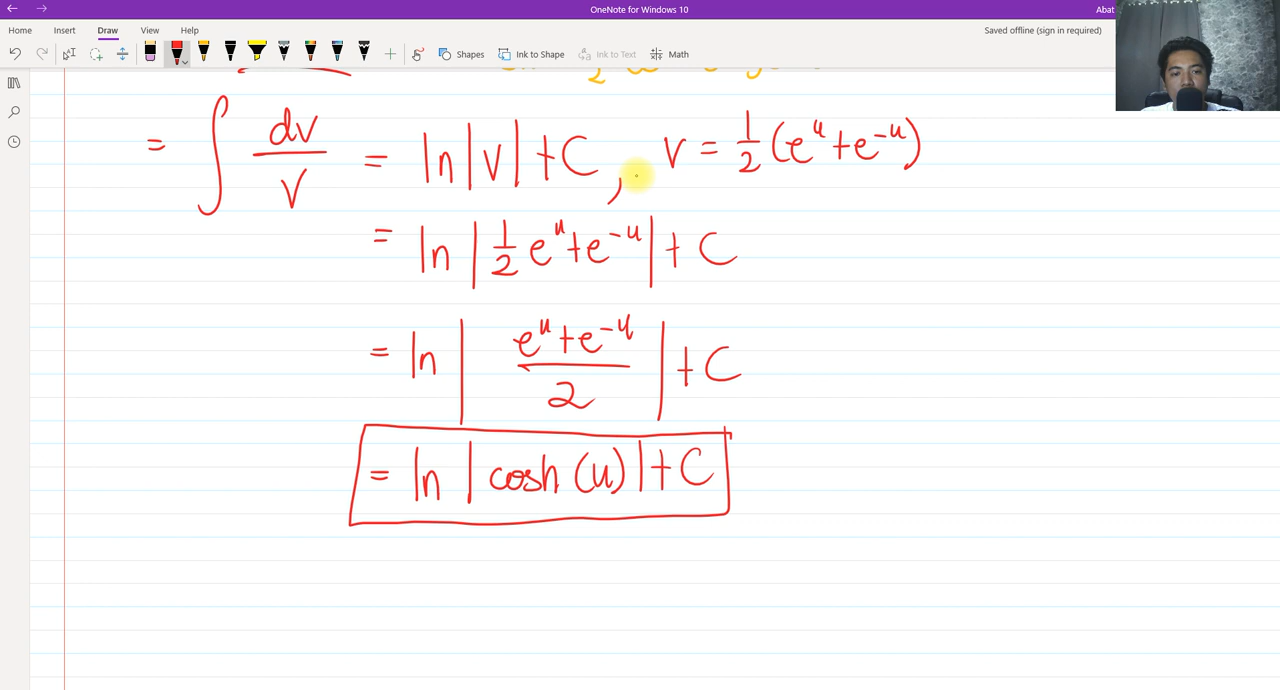 OneNote for Windows 10
Abat
Home Insert Draw View Help
Saved offline (sign in required)
Shapes Ink to Shape Ink to Text Math
= ∫ dv/v = ln|v| + C, v = 1/2 (e^u + e^-u)
= ln | 1/2 e^u + e^-u | + C
= ln | (e^u + e^-u)/2 | + C
= ln | cosh (u) | + C